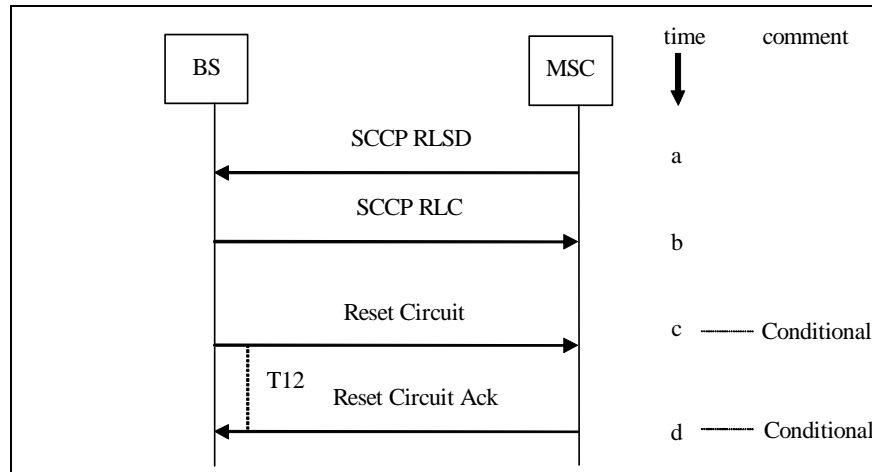 time comment
BS MSC
SCCP RLSD
a
SCCP RLC
b
Reset Circuit
c Conditional
T12
Reset Circuit Ack
d Conditional